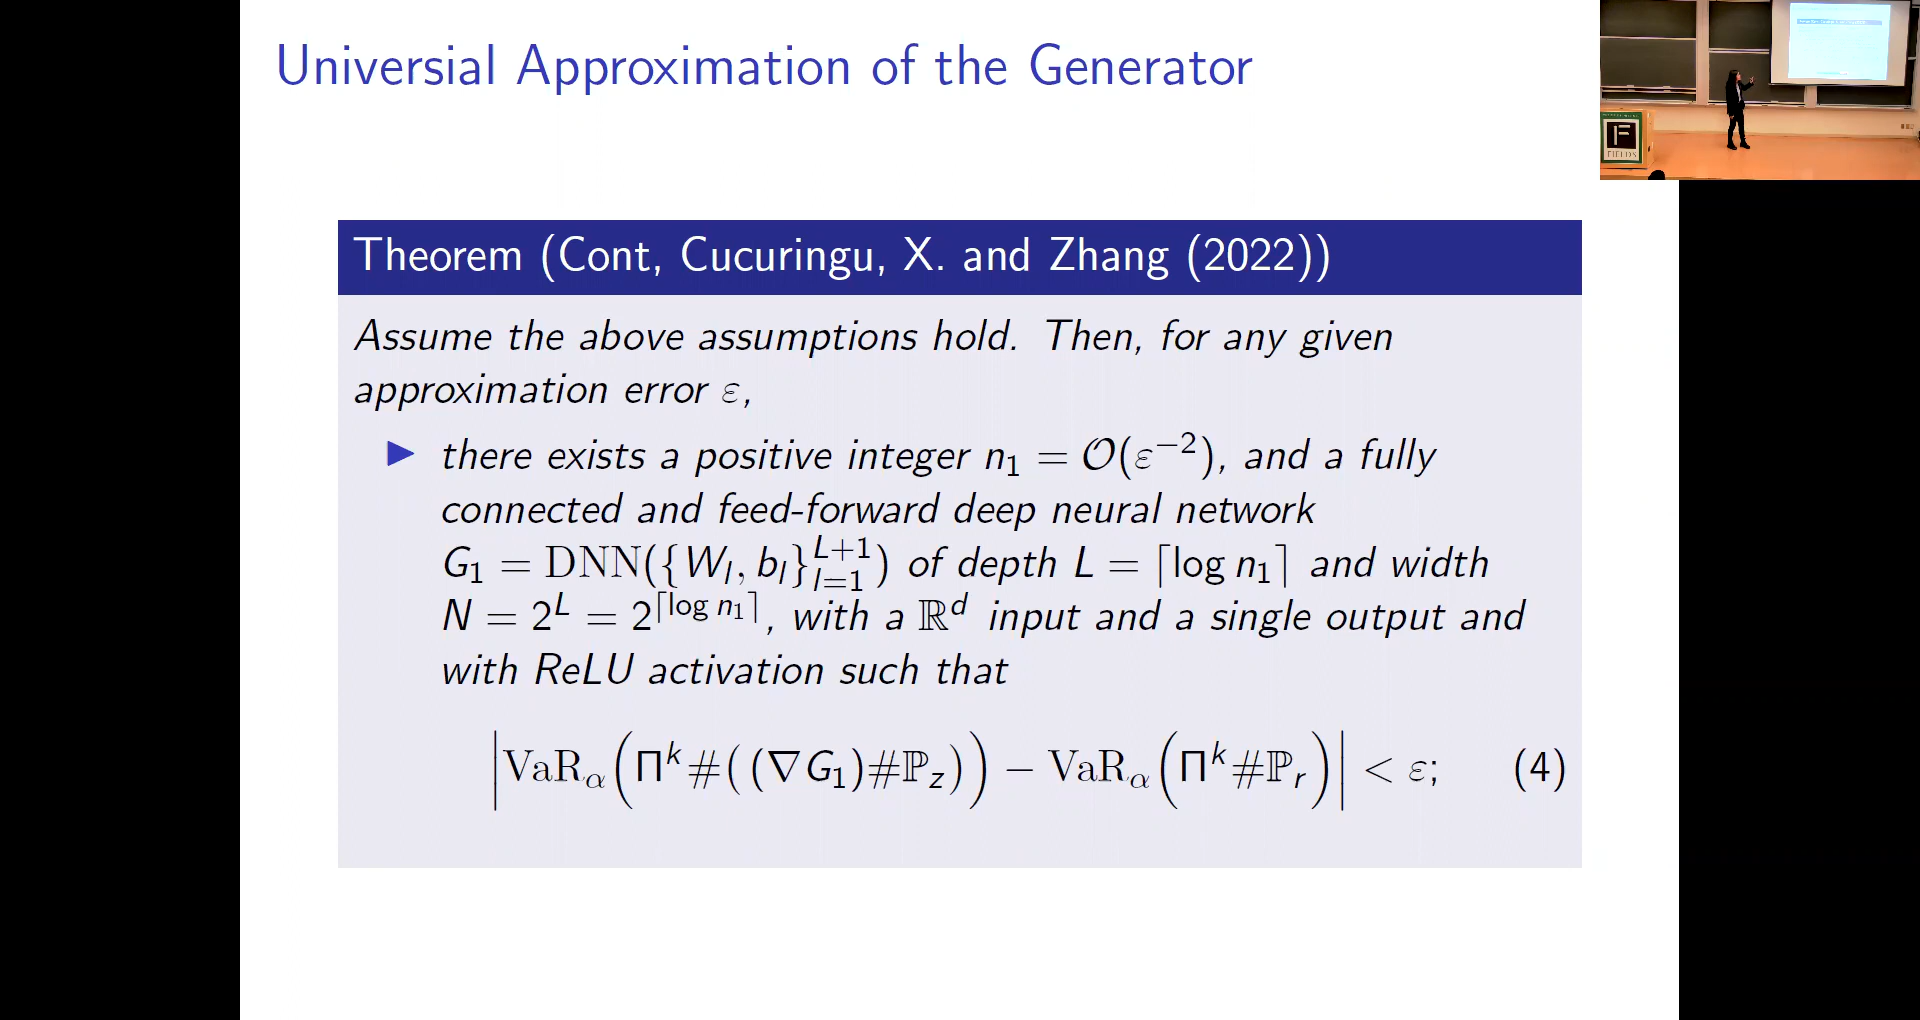 Universial Approximation of the Generator
Theorem (Cont, Cucuringu, X. and Zhang (2022))
Assume the above assumptions hold. Then, for any given
approximation error ε,
▶ there exists a positive integer n₁ = 𝒪(ε⁻²), and a fully
connected and feed-forward deep neural network
G₁ = DNN({W_l, b_l}_{l=1}^{L+1}) of depth L = ⌈log n₁⌉ and width
N = 2^L = 2^{⌈log n₁⌉}, with a ℝ^d input and a single output and
with ReLU activation such that
|VaR_α(Π^k#((∇G₁)#ℙ_z)) − VaR_α(Π^k#ℙ_r)| < ε; (4)
F
FIELDS